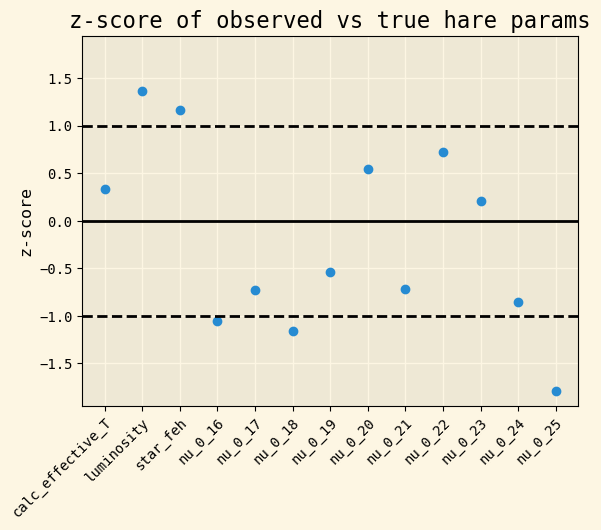 z-score of observed vs true hare params
z-score
1.5
1.0
0.5
0.0
−0.5
−1.0
−1.5
calc_effective_T
luminosity
star_feh
nu_0_16
nu_0_17
nu_0_18
nu_0_19
nu_0_20
nu_0_21
nu_0_22
nu_0_23
nu_0_24
nu_0_25